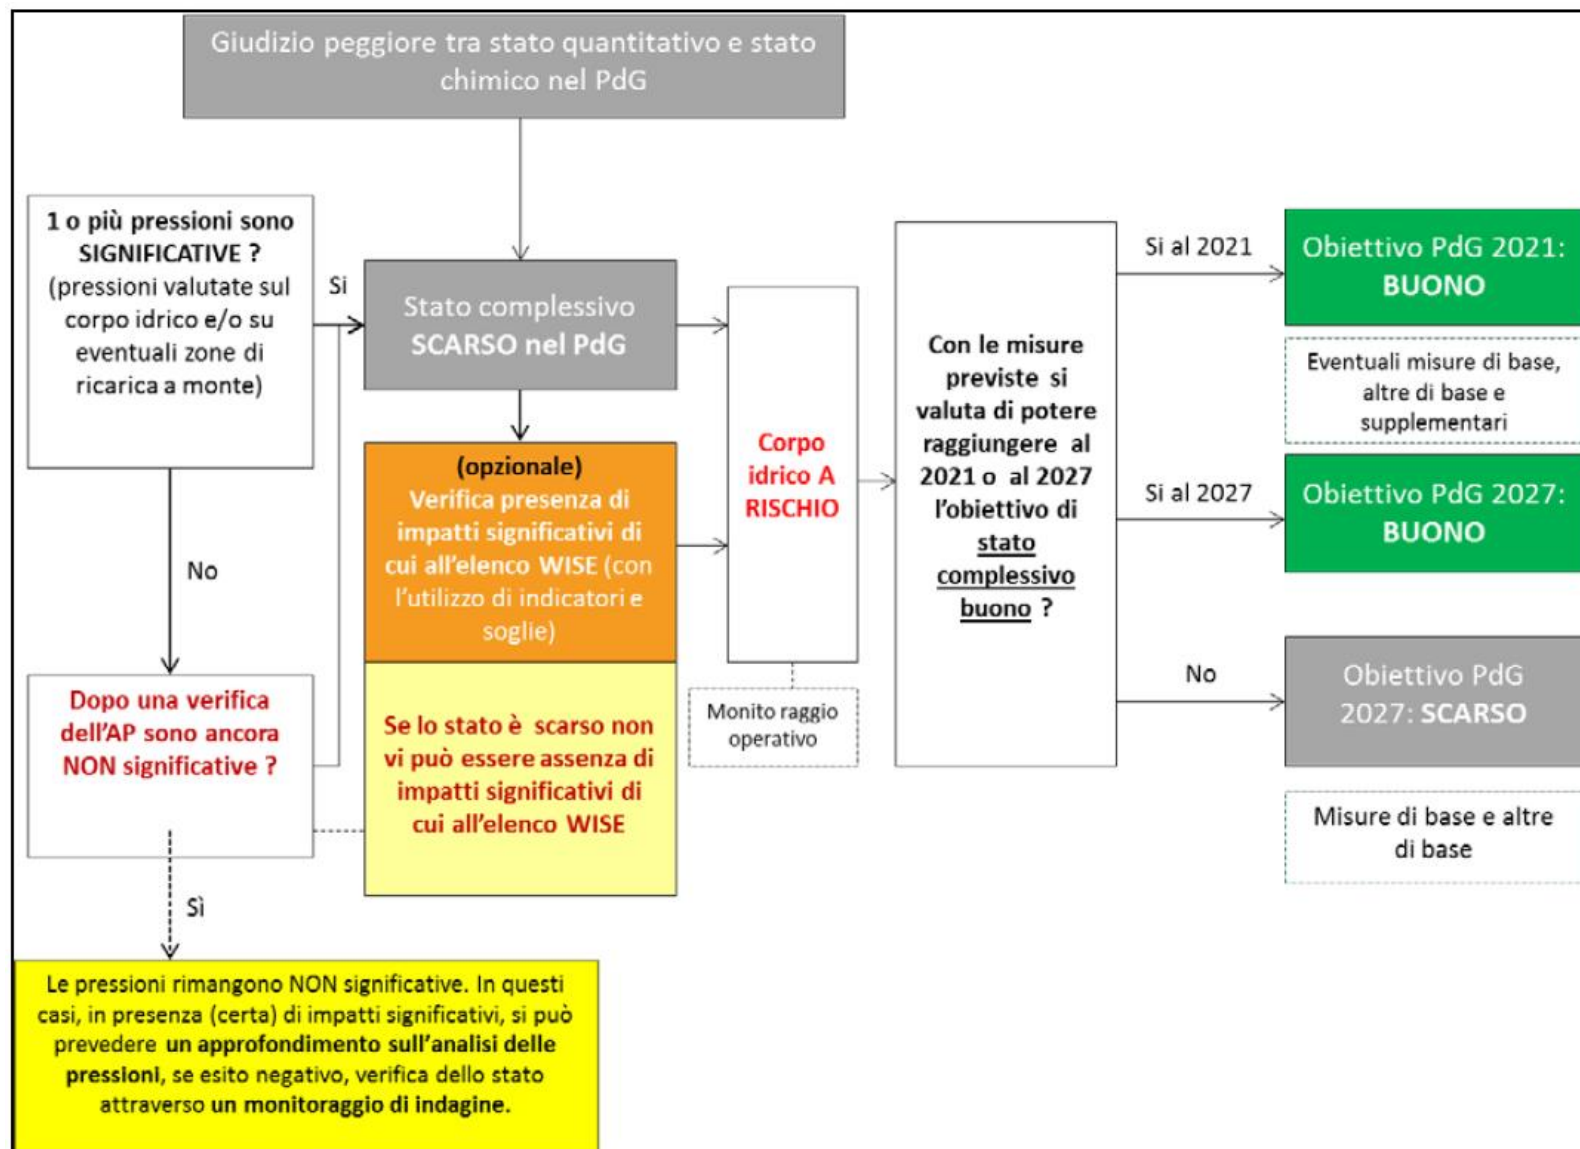 Giudizio peggiore tra stato quantitativo e stato
chimico nel PdG
1 o più pressioni sono
SIGNIFICATIVE ?
(pressioni valutate sul
corpo idrico e/o su
eventuali zone di
ricarica a monte)
Si
Stato complessivo
SCARSO nel PdG
(opzionale)
Verifica presenza di
impatti significativi di
cui all'elenco WISE (con
l'utilizzo di indicatori e
soglie)
Se lo stato è scarso non
vi può essere assenza di
impatti significativi di
cui all'elenco WISE
No
Dopo una verifica
dell'AP sono ancora
NON significative ?
Sì
Le pressioni rimangono NON significative. In questi
casi, in presenza (certa) di impatti significativi, si può
prevedere un approfondimento sull'analisi delle
pressioni, se esito negativo, verifica dello stato
attraverso un monitoraggio di indagine.
Corpo
idrico A
RISCHIO
Monito raggio
operativo
Con le misure
previste si
valuta di potere
raggiungere al
2021 o al 2027
l'obiettivo di
stato
complessivo
buono ?
Si al 2021
Obiettivo PdG 2021:
BUONO
Eventuali misure di base,
altre di base e
supplementari
Si al 2027
Obiettivo PdG 2027:
BUONO
No
Obiettivo PdG
2027: SCARSO
Misure di base e altre
di base